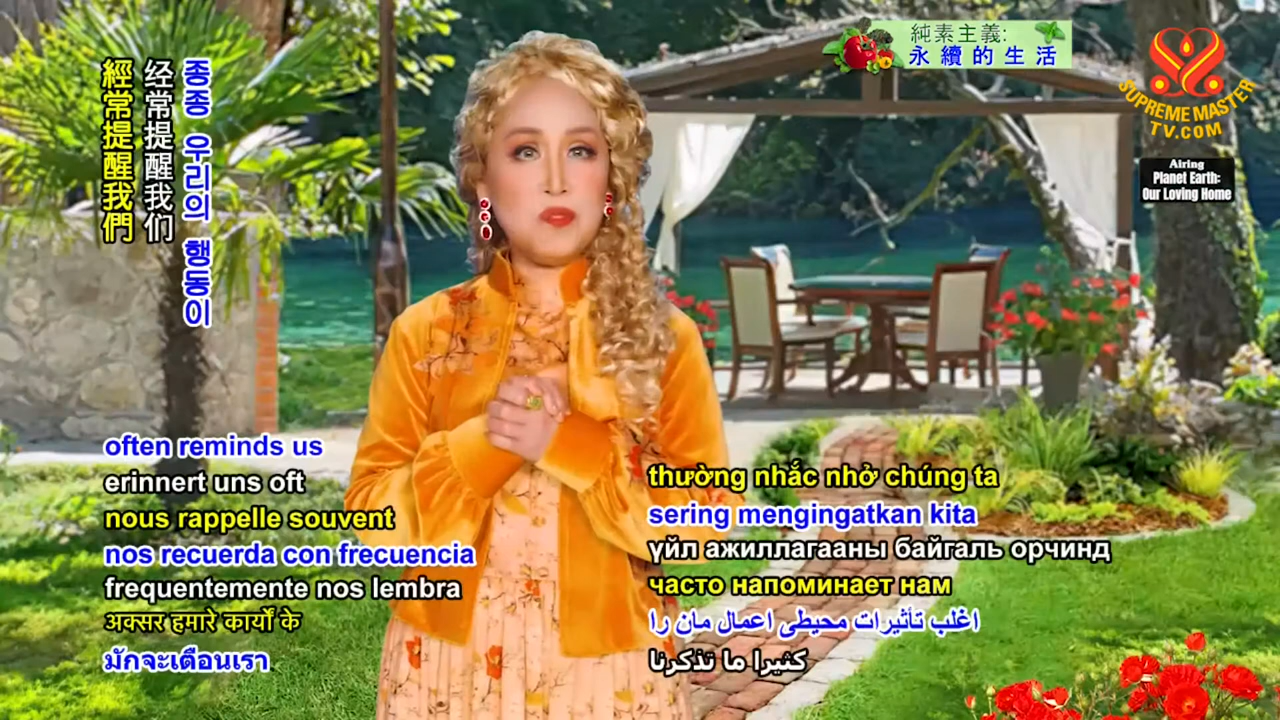 종종 우리의 행동이
经常提醒我们
經常提醒我們
純素主義:
永續的生活
SUPREME MASTER
TV.COM
Airing
Planet Earth:
Our Loving Home
often reminds us
erinnert uns oft
nous rappelle souvent
nos recuerda con frecuencia
frequentemente nos lembra
अक्सर हमारे कार्यों के
มักจะเตือนเรา
thường nhắc nhở chúng ta
sering mengingatkan kita
үйл ажиллагааны байгаль орчинд
часто напоминает нам
اغلب تأثیرات محیطی اعمال مان را
كثيرا ما تذكرنا